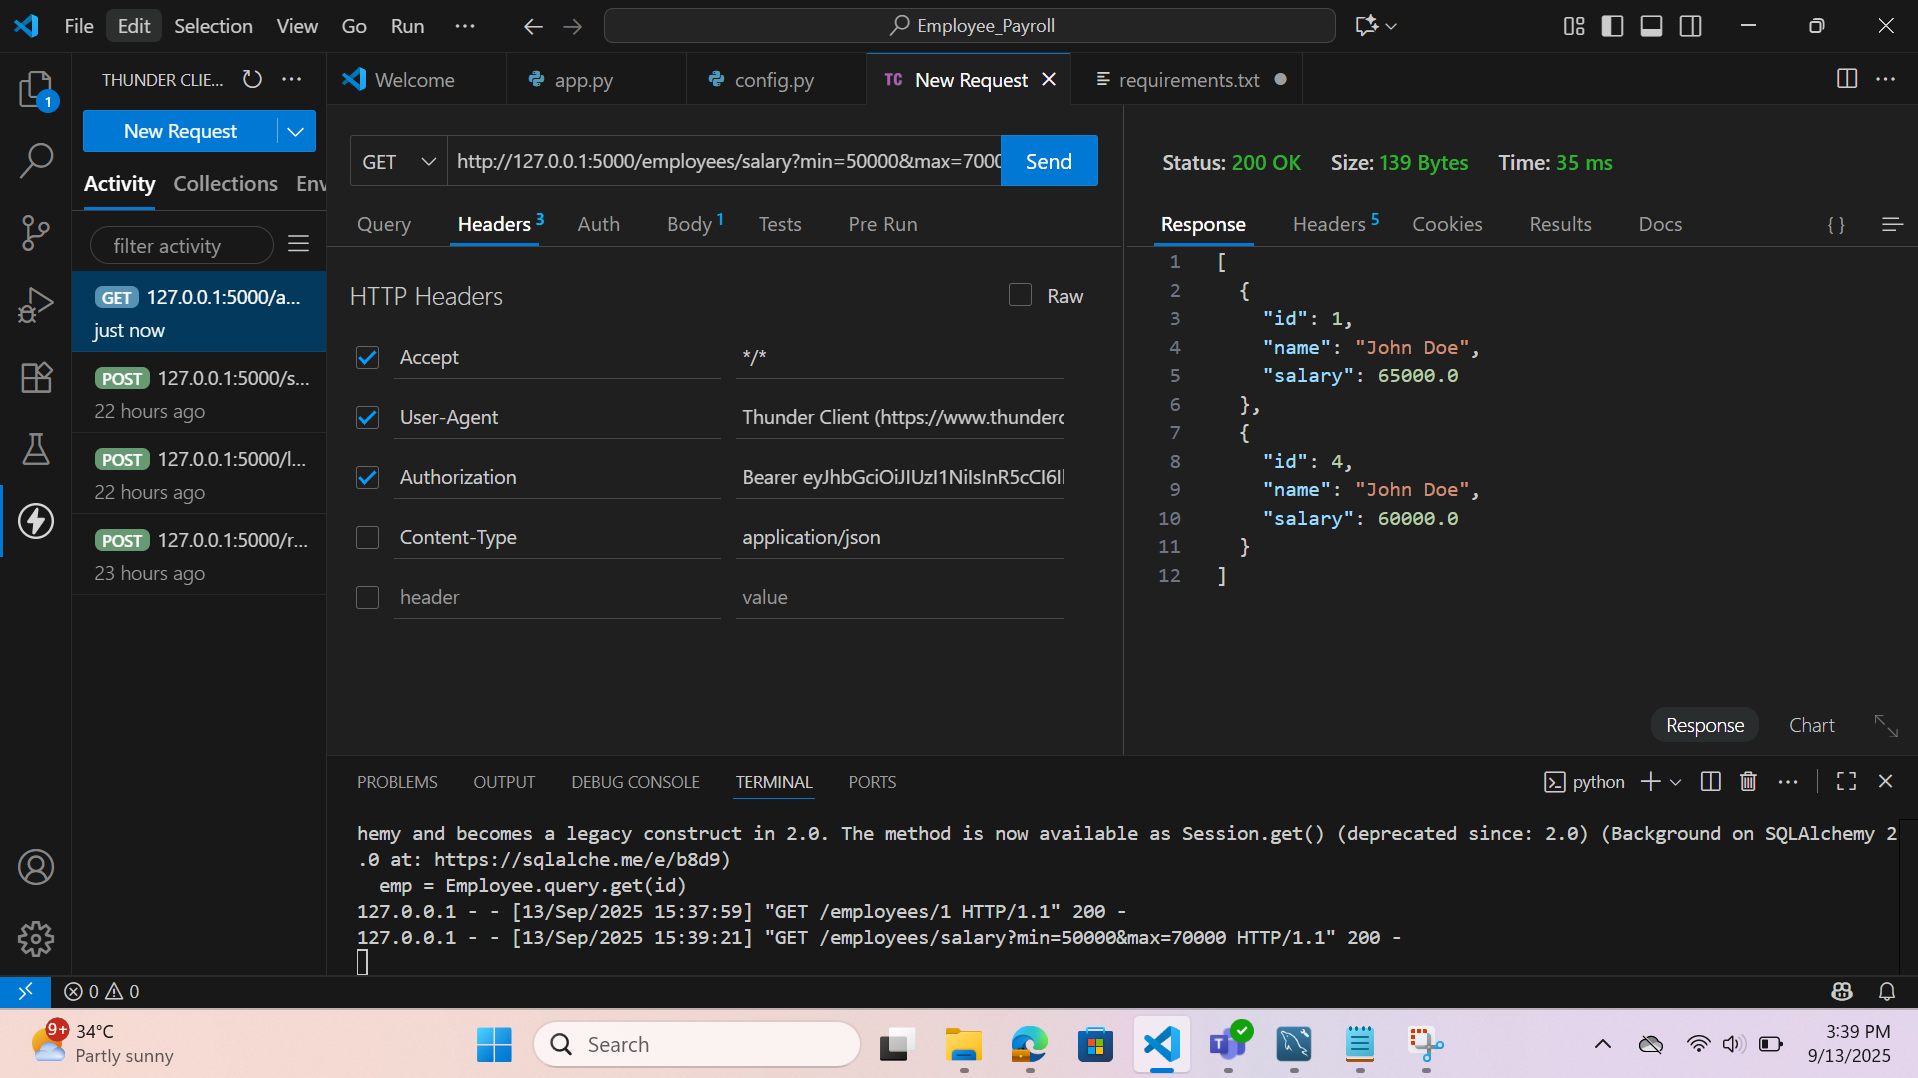 File Edit Selection View Go Run ··· Employee_Payroll
THUNDER CLIE... ···
Welcome app.py config.py TC New Request requirements.txt ···
1
New Request
Activity Collections Env
filter activity
GET 127.0.0.1:5000/a...
just now
POST 127.0.0.1:5000/s...
22 hours ago
POST 127.0.0.1:5000/l...
22 hours ago
POST 127.0.0.1:5000/r...
23 hours ago
GET http://127.0.0.1:5000/employees/salary?min=50000&max=7000 Send
Query Headers 3 Auth Body 1 Tests Pre Run
HTTP Headers Raw
Accept */*
User-Agent Thunder Client (https://www.thunderc
Authorization Bearer eyJhbGciOiJIUzI1NiIsInR5cCI6Il
Content-Type application/json
header value
Status: 200 OK Size: 139 Bytes Time: 35 ms
Response Headers 5 Cookies Results Docs { }
1 [
2 {
3 "id": 1,
4 "name": "John Doe",
5 "salary": 65000.0
6 },
7 {
8 "id": 4,
9 "name": "John Doe",
10 "salary": 60000.0
11 }
12 ]
Response Chart
PROBLEMS OUTPUT DEBUG CONSOLE TERMINAL PORTS python ···
hemy and becomes a legacy construct in 2.0. The method is now available as Session.get() (deprecated since: 2.0) (Background on SQLAlchemy 2
.0 at: https://sqlalche.me/e/b8d9)
emp = Employee.query.get(id)
127.0.0.1 - - [13/Sep/2025 15:37:59] "GET /employees/1 HTTP/1.1" 200 -
127.0.0.1 - - [13/Sep/2025 15:39:21] "GET /employees/salary?min=50000&max=70000 HTTP/1.1" 200 -
0 0
9+ 34°C
Partly sunny
Search
T
3:39 PM
9/13/2025